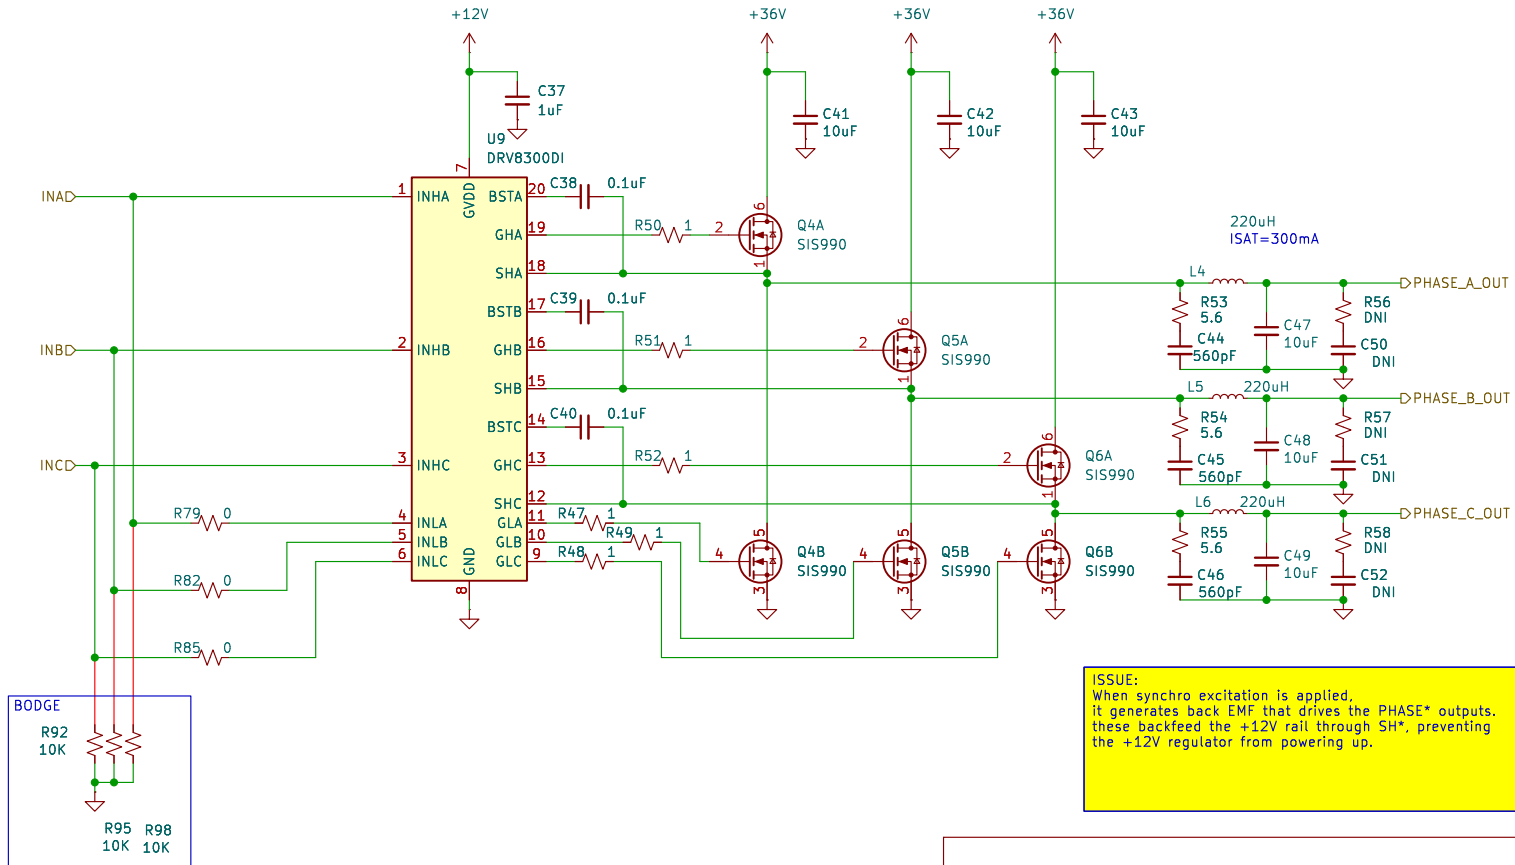 +12V
+36V
+36V
+36V
C37
1uF
C41
10uF
C42
10uF
C43
10uF
U9
DRV8300DI
7
GVDD
INA
1
INHA
BSTA
20
C38
0.1uF
GHA
19
R50
1
2
6
Q4A
SIS990
1
SHA
18
BSTB
17
C39
0.1uF
INB
2
INHB
GHB
16
R51
1
2
6
Q5A
SIS990
1
SHB
15
BSTC
14
C40
0.1uF
INC
3
INHC
GHC
13
R52
1
2
6
Q6A
SIS990
1
SHC
12
R79
0
4
INLA
GLA
11
R47
1
5
INLB
GLB
10
R49
1
6
INLC
GLC
9
R48
1
GND
8
R82
0
R85
0
4
5
Q4B
SIS990
3
4
5
Q5B
SIS990
3
4
5
Q6B
SIS990
3
220uH
ISAT=300mA
L4
PHASE_A_OUT
R53
5.6
C44
560pF
C47
10uF
R56
DNI
C50
DNI
L5
220uH
PHASE_B_OUT
R54
5.6
C45
560pF
C48
10uF
R57
DNI
C51
DNI
L6
220uH
PHASE_C_OUT
R55
5.6
C46
560pF
C49
10uF
R58
DNI
C52
DNI
BODGE
R92
10K
R95
10K
R98
10K
ISSUE:
When synchro excitation is applied,
it generates back EMF that drives the PHASE* outputs.
these backfeed the +12V rail through SH*, preventing
the +12V regulator from powering up.